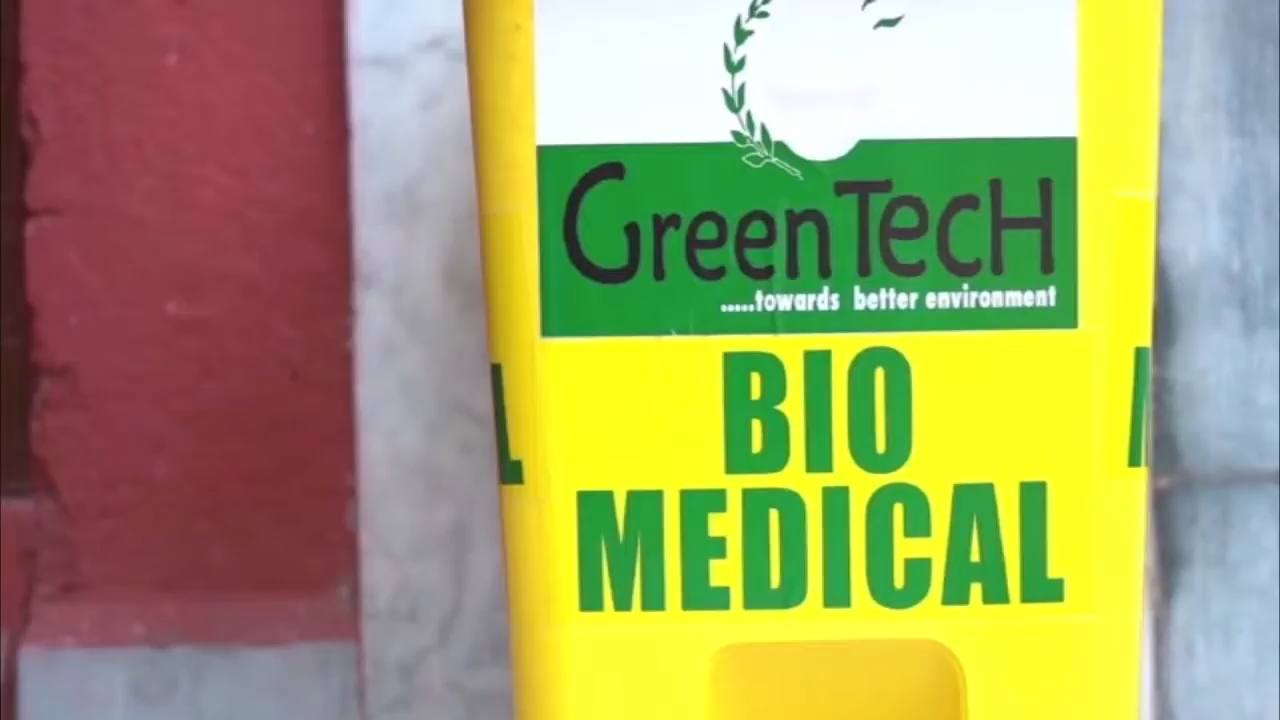 GreenTecH
.....towards better environment
BIO
MEDICAL